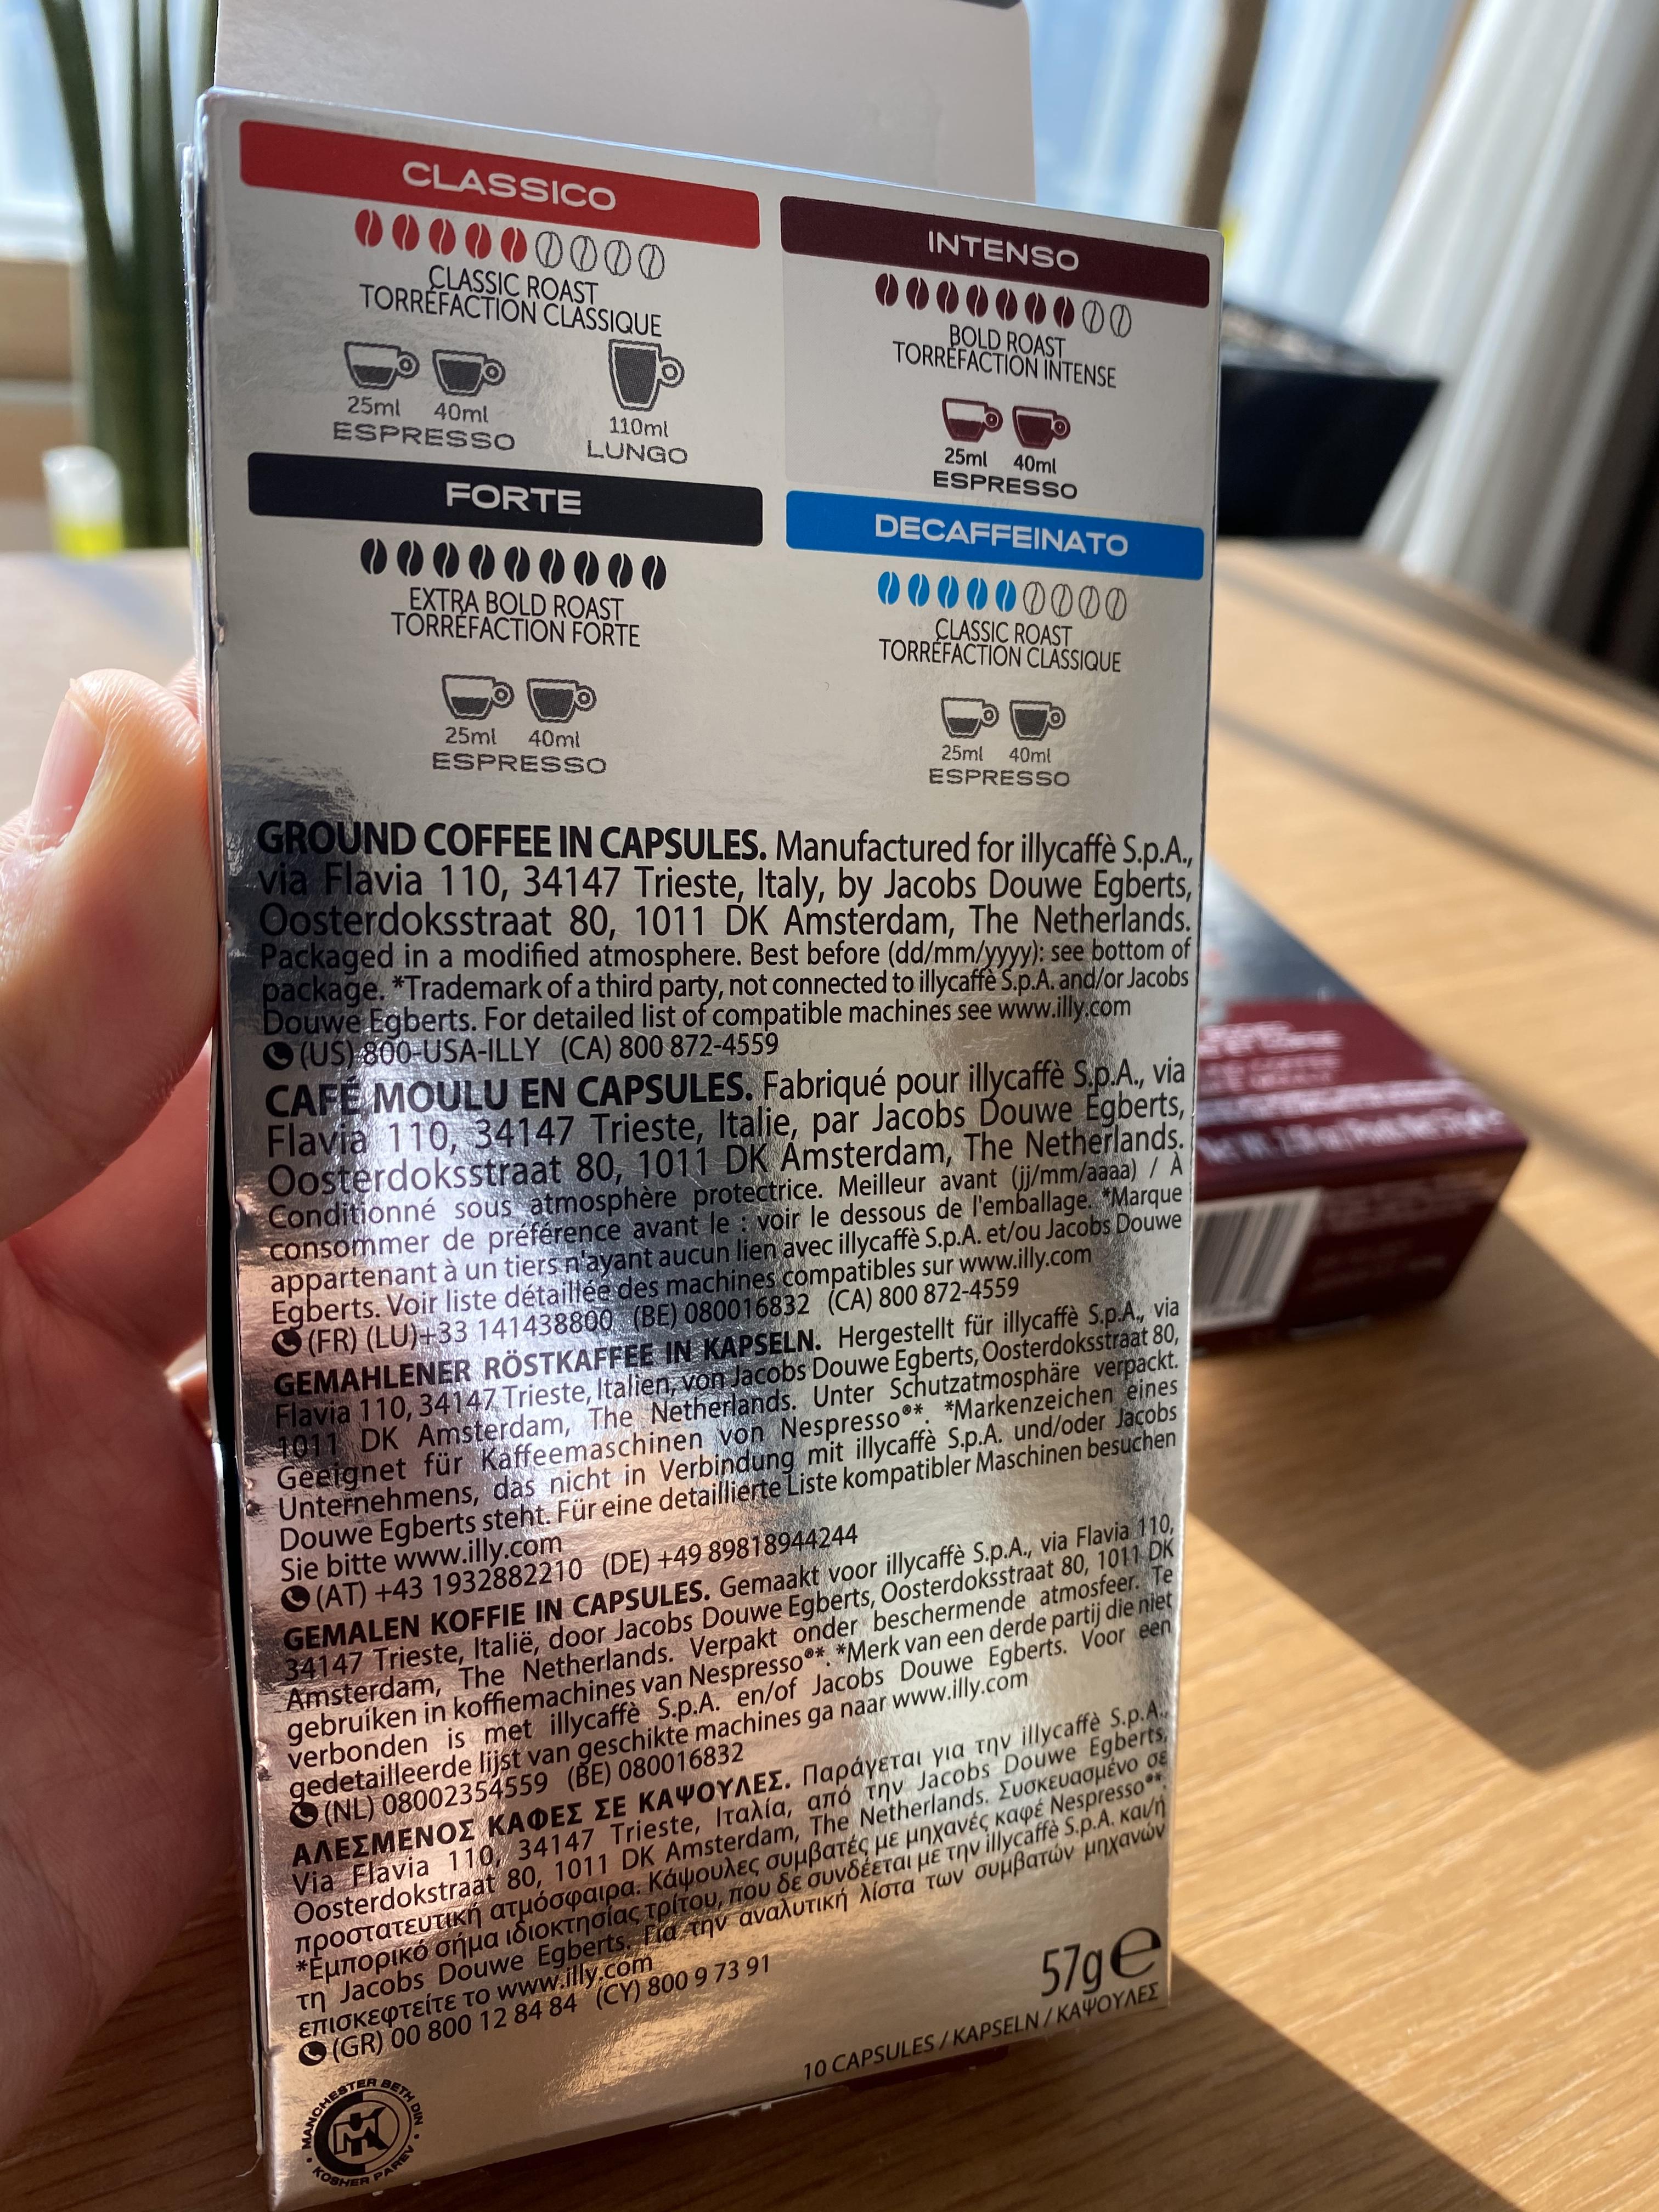 CLASSICO
CLASSIC ROAST
TORRÉFACTION CLASSIQUE
25ml 40ml 110ml
ESPRESSO LUNGO
INTENSO
BOLD ROAST
TORRÉFACTION INTENSE
25ml 40ml
ESPRESSO
FORTE
EXTRA BOLD ROAST
TORRÉFACTION FORTE
25ml 40ml
ESPRESSO
DECAFFEINATO
CLASSIC ROAST
TORRÉFACTION CLASSIQUE
25ml 40ml
ESPRESSO
GROUND COFFEE IN CAPSULES. Manufactured for illycaffè S.p.A.,
via Flavia 110, 34147 Trieste, Italy, by Jacobs Douwe Egberts,
Oosterdoksstraat 80, 1011 DK Amsterdam, The Netherlands.
Packaged in a modified atmosphere. Best before (dd/mm/yyyy): see bottom of
package. *Trademark of a third party, not connected to illycaffè S.p.A. and/or Jacobs
Douwe Egberts. For detailed list of compatible machines see www.illy.com
(US) 800-USA-ILLY (CA) 800 872-4559
CAFÉ MOULU EN CAPSULES. Fabriqué pour illycaffè S.p.A., via
Flavia 110, 34147 Trieste, Italie, par Jacobs Douwe Egberts,
Oosterdoksstraat 80, 1011 DK Amsterdam, The Netherlands.
Conditionné sous atmosphère protectrice. Meilleur avant (jj/mm/aaaa) / À
consommer de préférence avant le : voir le dessous de l'emballage. *Marque
appartenant à un tiers n'ayant aucun lien avec illycaffè S.p.A. et/ou Jacobs Douwe
Egberts. Voir liste détaillée des machines compatibles sur www.illy.com
(FR) (LU)+33 141438800 (BE) 080016832 (CA) 800 872-4559
GEMAHLENER RÖSTKAFFEE IN KAPSELN. Hergestellt für illycaffè S.p.A., via
Flavia 110, 34147 Trieste, Italien, von Jacobs Douwe Egberts, Oosterdoksstraat 80,
1011 DK Amsterdam, The Netherlands. Unter Schutzatmosphäre verpackt.
Geeignet für Kaffeemaschinen von Nespresso®*. *Markenzeichen eines
Unternehmens, das nicht in Verbindung mit illycaffè S.p.A. und/oder Jacobs
Douwe Egberts steht. Für eine detaillierte Liste kompatibler Maschinen besuchen
Sie bitte www.illy.com
(AT) +43 1932882210 (DE) +49 89818944244
GEMALEN KOFFIE IN CAPSULES. Gemaakt voor illycaffè S.p.A., via Flavia 110,
34147 Trieste, Italië, door Jacobs Douwe Egberts, Oosterdoksstraat 80, 1011 DK
Amsterdam, The Netherlands. Verpakt onder beschermende atmosfeer. Te
gebruiken in koffiemachines van Nespresso®*. *Merk van een derde partij die niet
verbonden is met illycaffè S.p.A. en/of Jacobs Douwe Egberts. Voor een
gedetailleerde lijst van geschikte machines ga naar www.illy.com
(NL) 08002354559 (BE) 080016832
ΑΛΕΣΜΕΝΟΣ ΚΑΦΕΣ ΣΕ ΚΑΨΟΥΛΕΣ. Παράγεται για την illycaffè S.p.A.,
Via Flavia 110, 34147 Trieste, Ιταλία, από την Jacobs Douwe Egberts,
Oosterdokstraat 80, 1011 DK Amsterdam, The Netherlands. Συσκευασμένο σε
προστατευτική ατμόσφαιρα. Κάψουλες συμβατές με μηχανές καφέ Nespresso®*.
*Εμπορικό σήμα ιδιοκτησίας τρίτου, που δε συνδέεται με την illycaffè S.p.A. και/ή
τη Jacobs Douwe Egberts. Για την αναλυτική λίστα των συμβατών μηχανών
επισκεφτείτε το www.illy.com
(GR) 00 800 12 84 84 (CY) 800 9 73 91
57g e
10 CAPSULES / KAPSELN / ΚΑΨΟΥΛΕΣ
MANCHESTER BETH DIN
MK
KOSHER PAREV